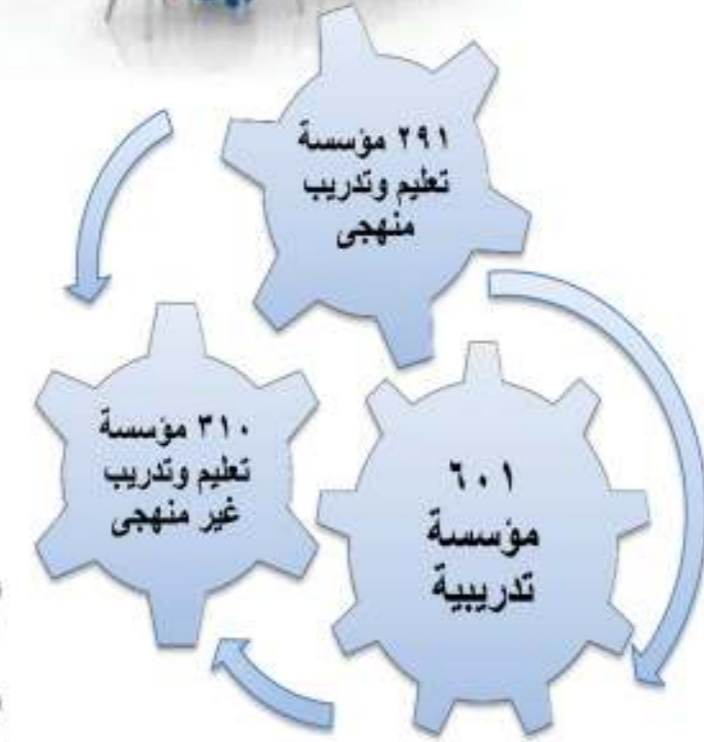 ٢٩١ مؤسسة
تعليم وتدريب
منهجى
٣١٠ مؤسسة
تعليم وتدريب
غير منهجى
٦٠١
مؤسسة
تدريبية